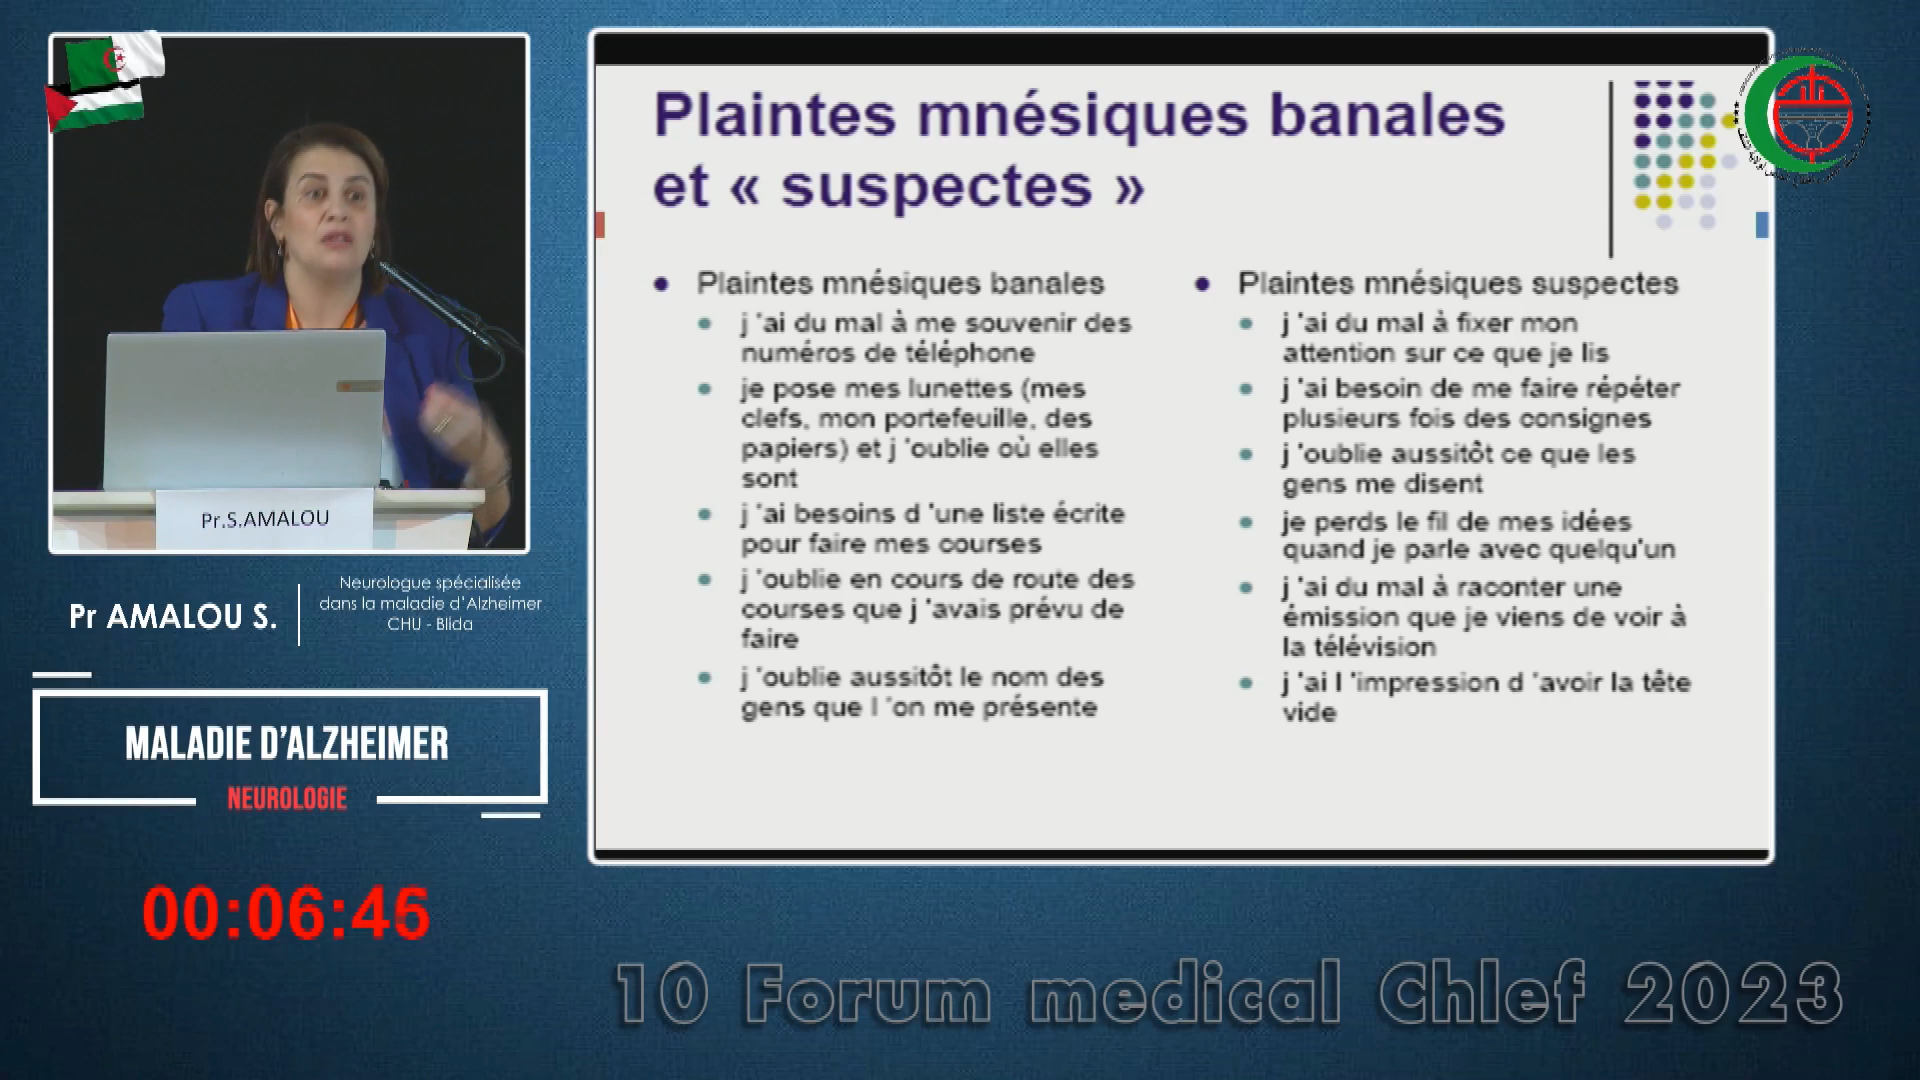 Pr.S.AMALOU
Pr AMALOU S.
Neurologue spécialisée
dans la maladie d'Alzheimer
CHU - Blida
MALADIE D'ALZHEIMER
NEUROLOGIE
00:06:45
Plaintes mnésiques banales
et « suspectes »
Plaintes mnésiques banales
j 'ai du mal à me souvenir des
numéros de téléphone
je pose mes lunettes (mes
clefs, mon portefeuille, des
papiers) et j 'oublie où elles
sont
j 'ai besoins d 'une liste écrite
pour faire mes courses
j 'oublie en cours de route des
courses que j 'avais prévu de
faire
j 'oublie aussitôt le nom des
gens que l 'on me présente
Plaintes mnésiques suspectes
j 'ai du mal à fixer mon
attention sur ce que je lis
j 'ai besoin de me faire répéter
plusieurs fois des consignes
j 'oublie aussitôt ce que les
gens me disent
je perds le fil de mes idées
quand je parle avec quelqu'un
j 'ai du mal à raconter une
émission que je viens de voir à
la télévision
j 'ai l 'impression d 'avoir la tête
vide
10 Forum medical Chlef 2023